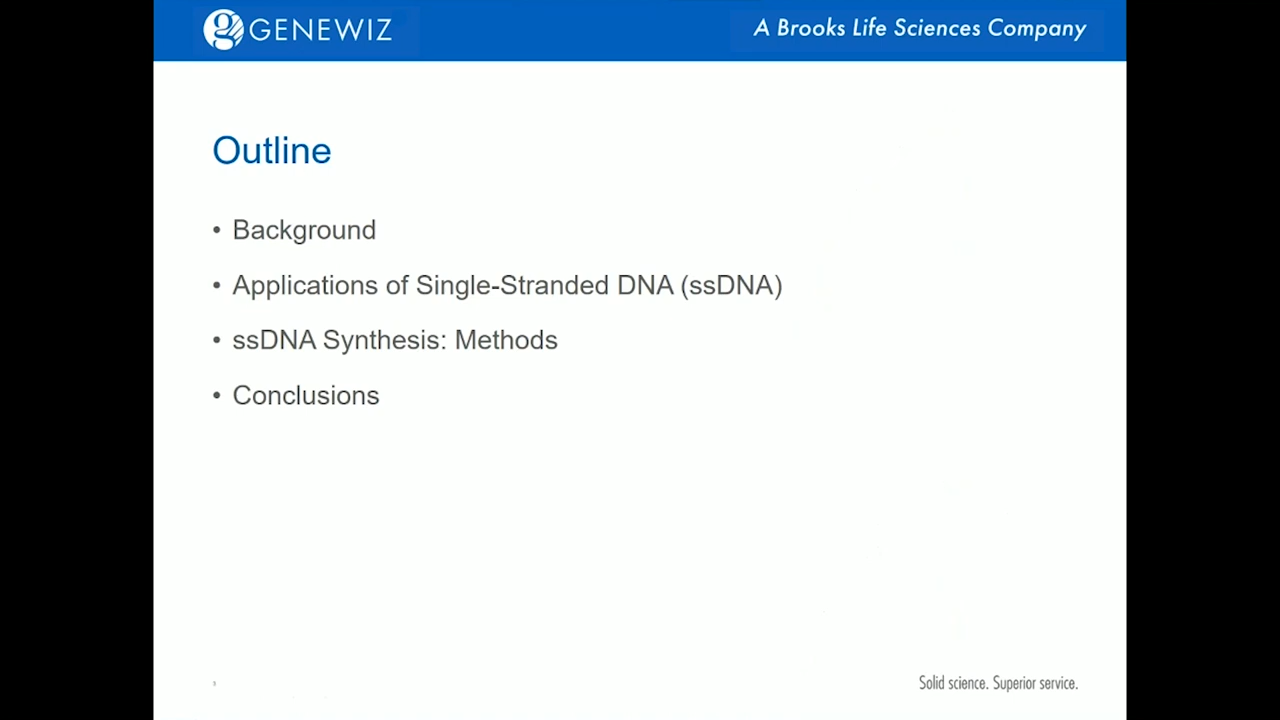 GENEWIZ
A Brooks Life Sciences Company
Outline
• Background
• Applications of Single-Stranded DNA (ssDNA)
• ssDNA Synthesis: Methods
• Conclusions
Solid science. Superior service.